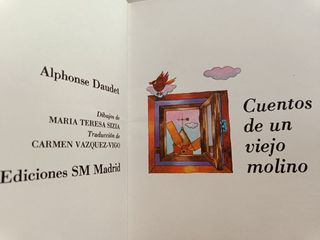 Alphonse Daudet
Dibujos de
MARIA TERESA SIZIA
Traducción de
CARMEN VAZQUEZ-VIGO
Ediciones SM Madrid
Cuentos
de un
viejo
molino